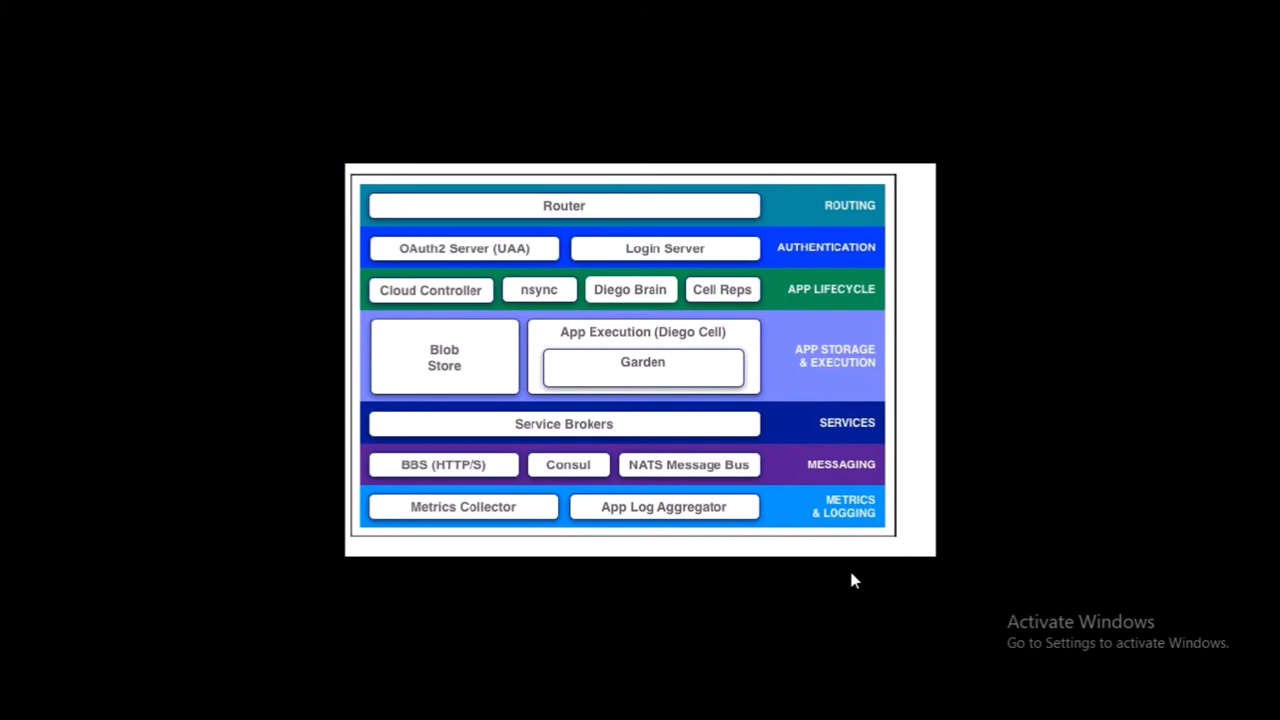 Router
ROUTING
OAuth2 Server (UAA)
Login Server
AUTHENTICATION
Cloud Controller
nsync
Diego Brain
Cell Reps
APP LIFECYCLE
Blob
Store
App Execution (Diego Cell)
Garden
APP STORAGE
& EXECUTION
Service Brokers
SERVICES
BBS (HTTP/S)
Consul
NATS Message Bus
MESSAGING
Metrics Collector
App Log Aggregator
METRICS
& LOGGING
Activate Windows
Go to Settings to activate Windows.